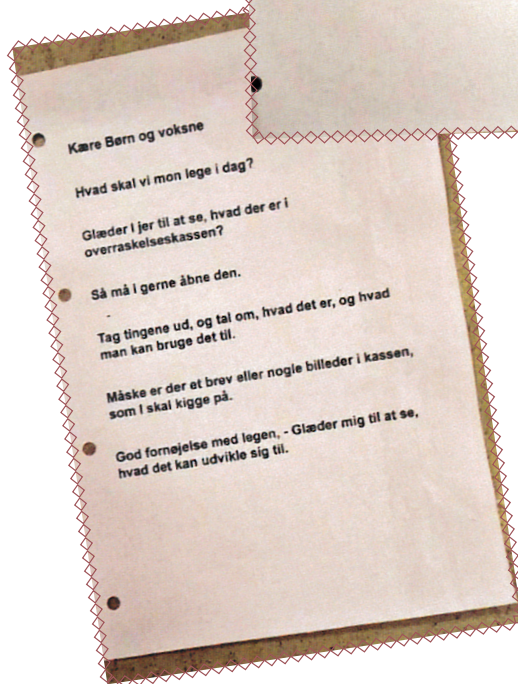 Kære Børn og voksne
Hvad skal vi mon lege i dag?
Glæder I jer til at se, hvad der er i
overraskelseskassen?
Så må i gerne åbne den.
-
Tag tingene ud, og tal om, hvad det er, og hvad
man kan bruge det til.
Måske er der et brev eller nogle billeder i kassen,
som I skal kigge på.
God fornøjelse med legen, - Glæder mig til at se,
hvad det kan udvikle sig til.